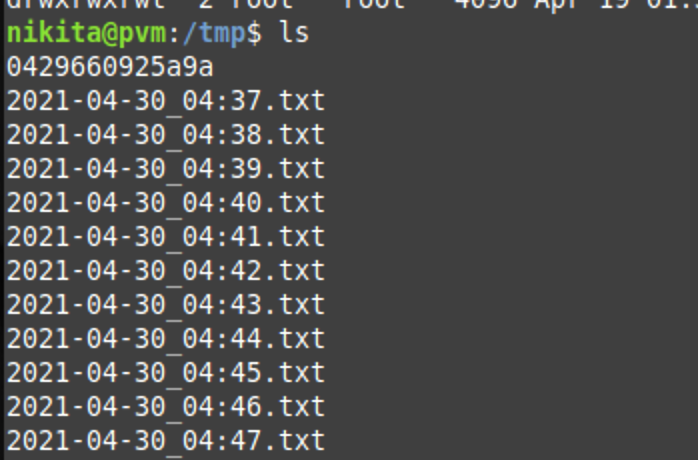 drwxrwxrwt 2 root root 4096 Apr 19 01:
nikita@pvm:/tmp$ ls
0429660925a9a
2021-04-30_04:37.txt
2021-04-30_04:38.txt
2021-04-30_04:39.txt
2021-04-30_04:40.txt
2021-04-30_04:41.txt
2021-04-30_04:42.txt
2021-04-30_04:43.txt
2021-04-30_04:44.txt
2021-04-30_04:45.txt
2021-04-30_04:46.txt
2021-04-30_04:47.txt